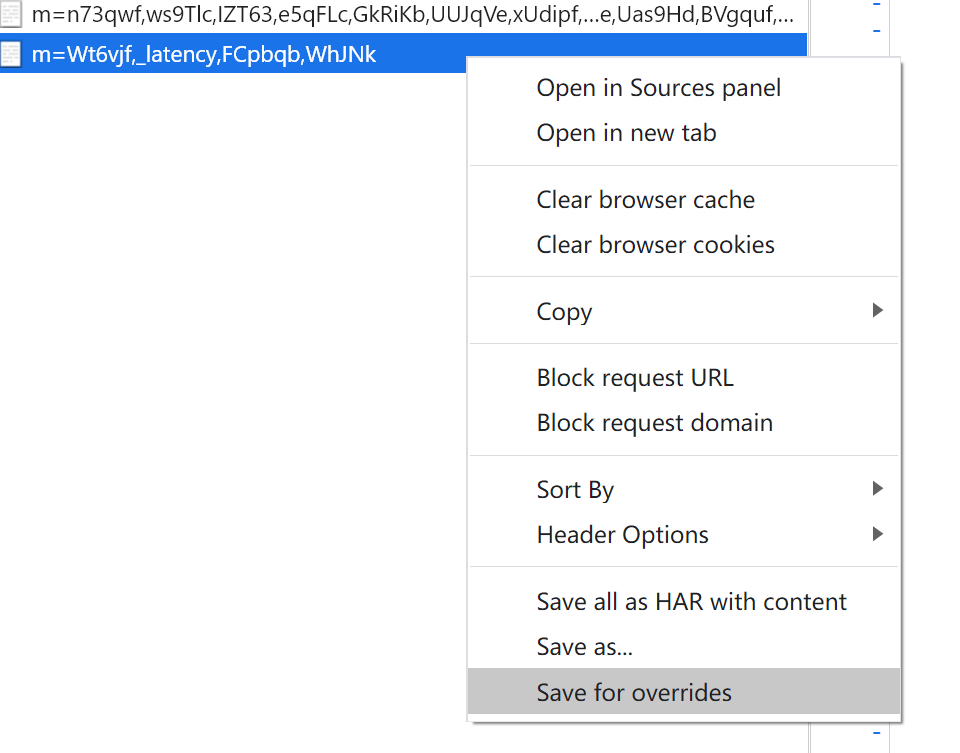 m=n73qwf,ws9Tlc,IZT63,e5qFLc,GkRiKb,UUJqVe,xUdipf,...e,Uas9Hd,BVgquf,...
m=Wt6vjf,_latency,FCpbqb,WhJNk
Open in Sources panel
Open in new tab
Clear browser cache
Clear browser cookies
Copy
Block request URL
Block request domain
Sort By
Header Options
Save all as HAR with content
Save as...
Save for overrides